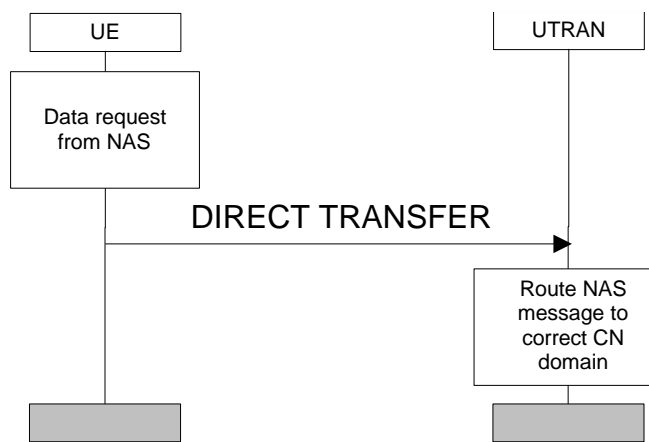 UE
UTRAN
Data request
from NAS
DIRECT TRANSFER
Route NAS
message to
correct CN
domain